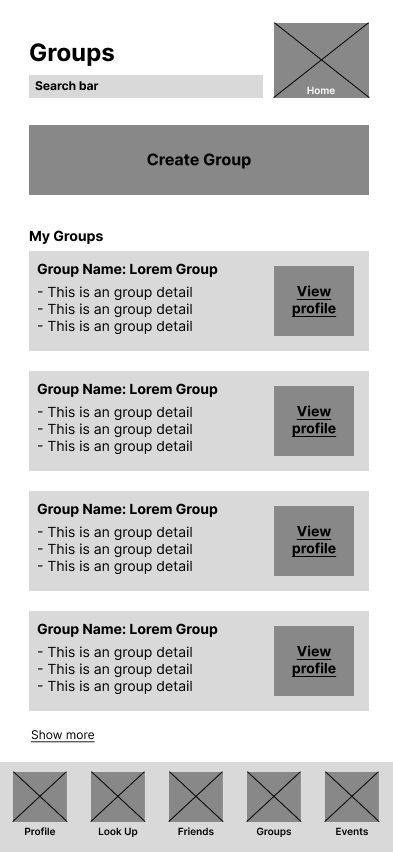 Groups
Search bar
Home
Create Group
My Groups
Group Name: Lorem Group
- This is an group detail
- This is an group detail
- This is an group detail
View
profile
Group Name: Lorem Group
- This is an group detail
- This is an group detail
- This is an group detail
View
profile
Group Name: Lorem Group
- This is an group detail
- This is an group detail
- This is an group detail
View
profile
Group Name: Lorem Group
- This is an group detail
- This is an group detail
- This is an group detail
View
profile
Show more
Profile
Look Up
Friends
Groups
Events